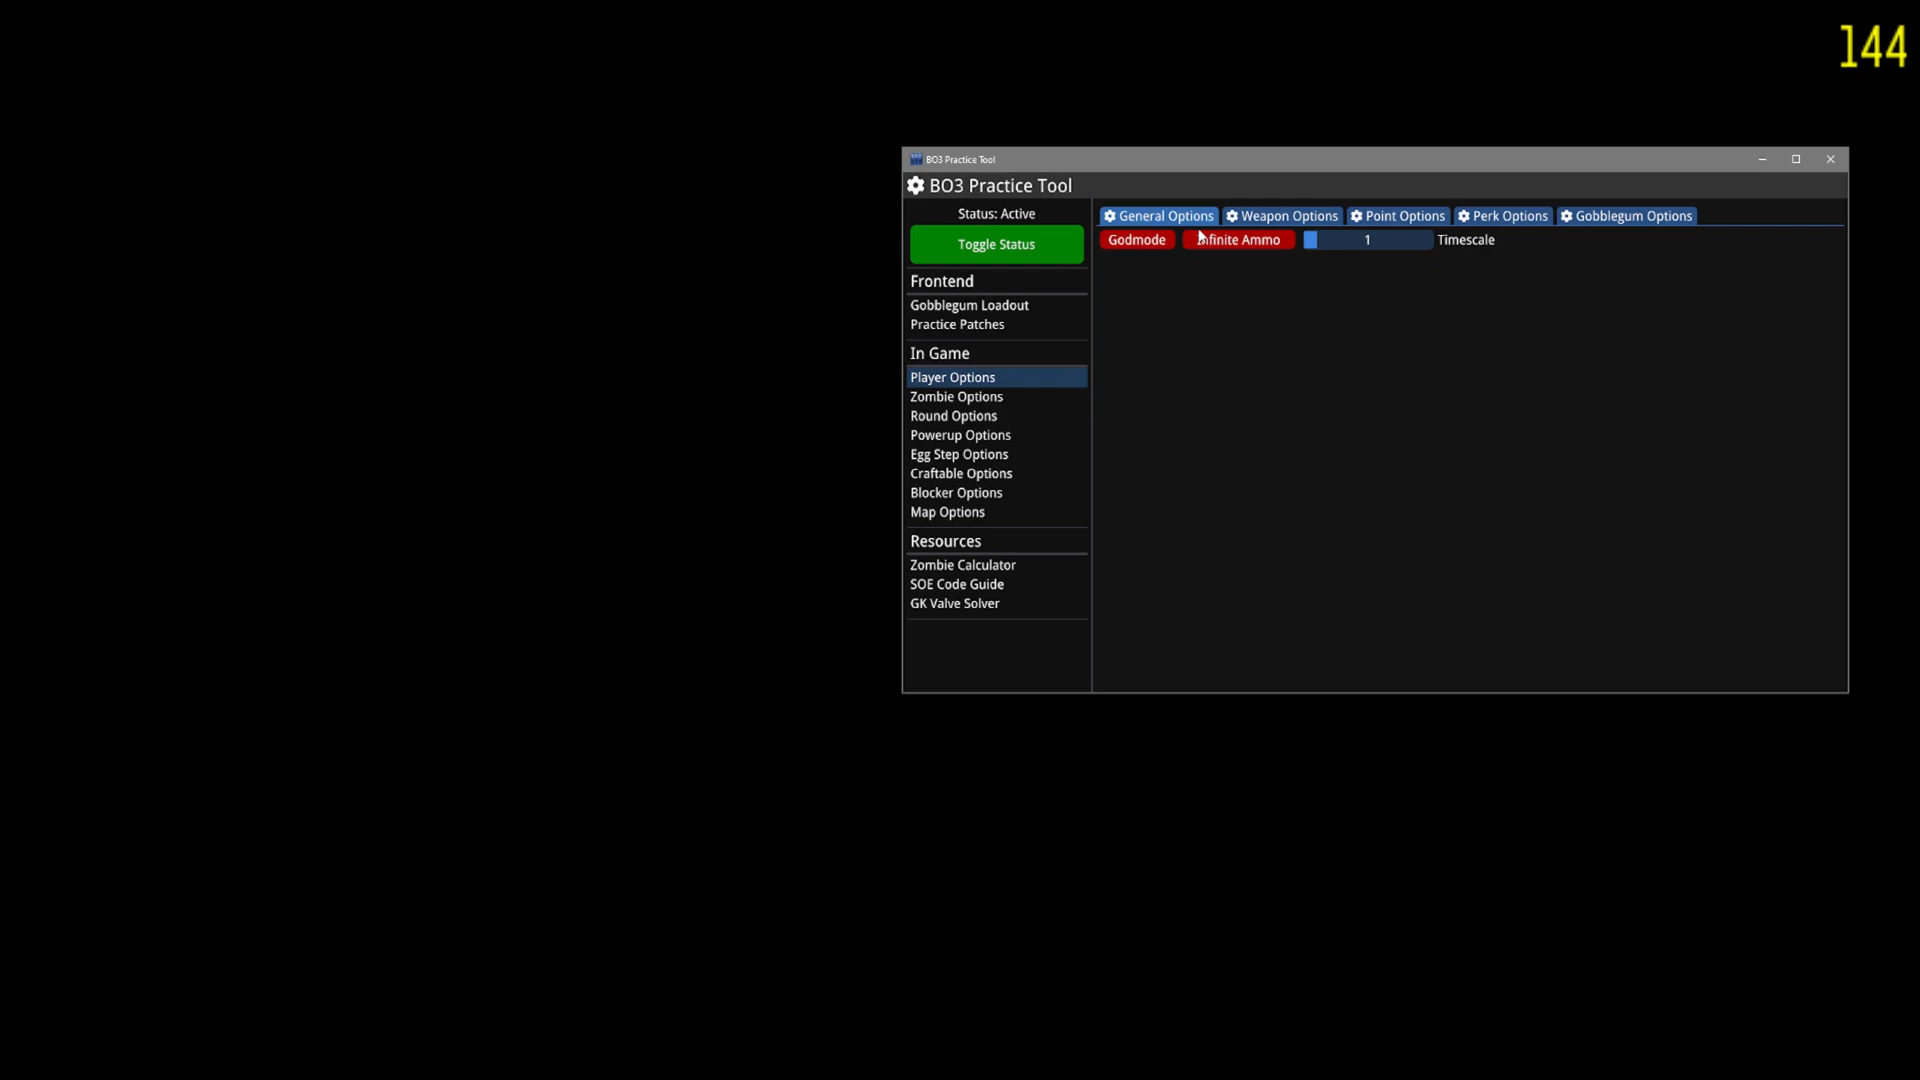 144
BO3 Practice Tool
BO3 Practice Tool
Status: Active
Toggle Status
Frontend
Gobblegum Loadout
Practice Patches
In Game
Player Options
Zombie Options
Round Options
Powerup Options
Egg Step Options
Craftable Options
Blocker Options
Map Options
Resources
Zombie Calculator
SOE Code Guide
GK Valve Solver
General Options Weapon Options Point Options Perk Options Gobblegum Options
Godmode Infinite Ammo 1 Timescale